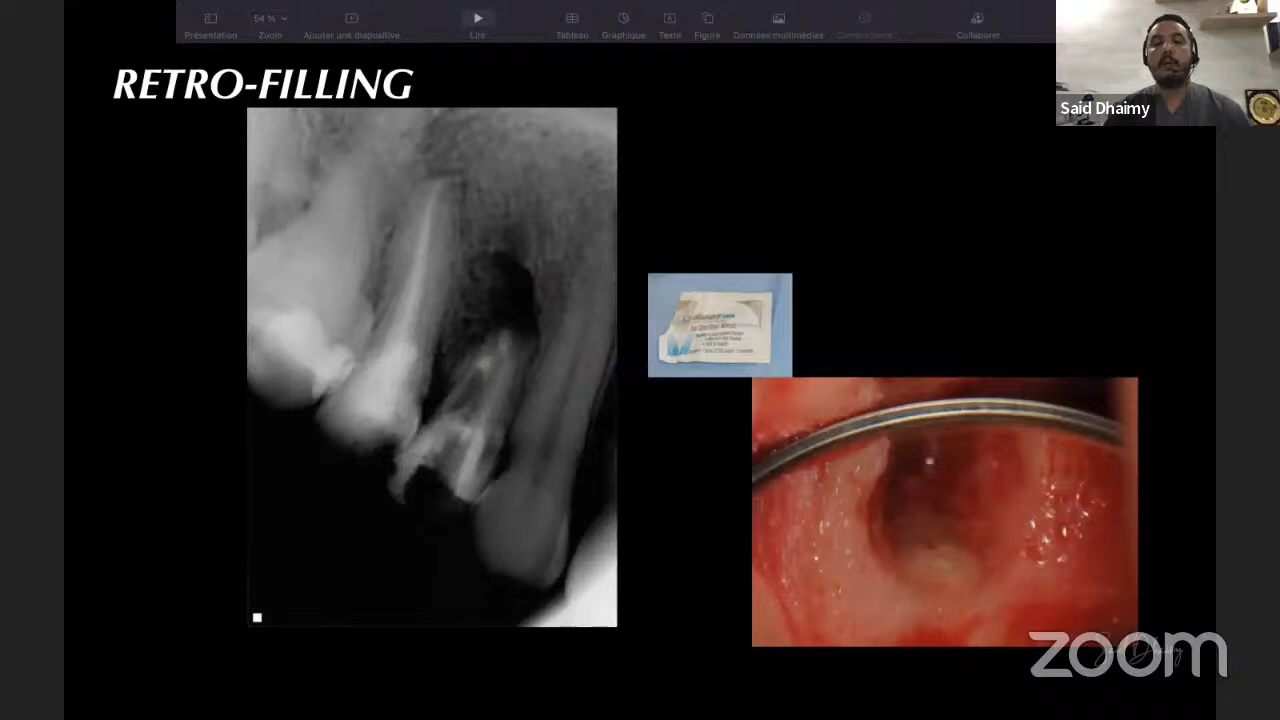 54 %
Présentation
Zoom
Ajouter une diapositive
Lire
Tableau
Graphique
Texte
Figure
Données multimédias
Commentaire
Collaborer
Said Dhaimy
RETRO-FILLING
zoom